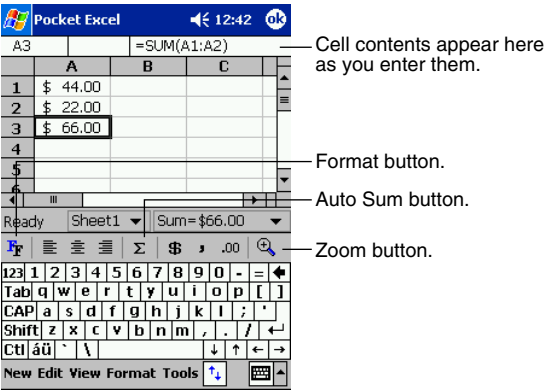 Pocket Excel 12:42 ok
A3 =SUM(A1:A2)
Cell contents appear here
as you enter them.
A B C
1 $ 44.00
2 $ 22.00
3 $ 66.00
4
5
6
Format button.
Auto Sum button.
Ready Sheet1 Sum=$66.00
FF Σ $ , .00
Zoom button.
123 1 2 3 4 5 6 7 8 9 0 - =
Tab q w e r t y u i o p [ ]
CAP a s d f g h j k l ; '
Shift z x c v b n m , . /
Ctl áü ` \
New Edit View Format Tools